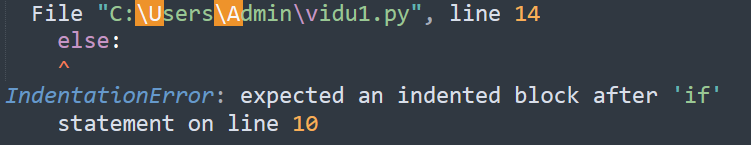 File "C:\Users\Admin\vidu1.py", line 14
else:
^
IndentationError: expected an indented block after 'if'
statement on line 10